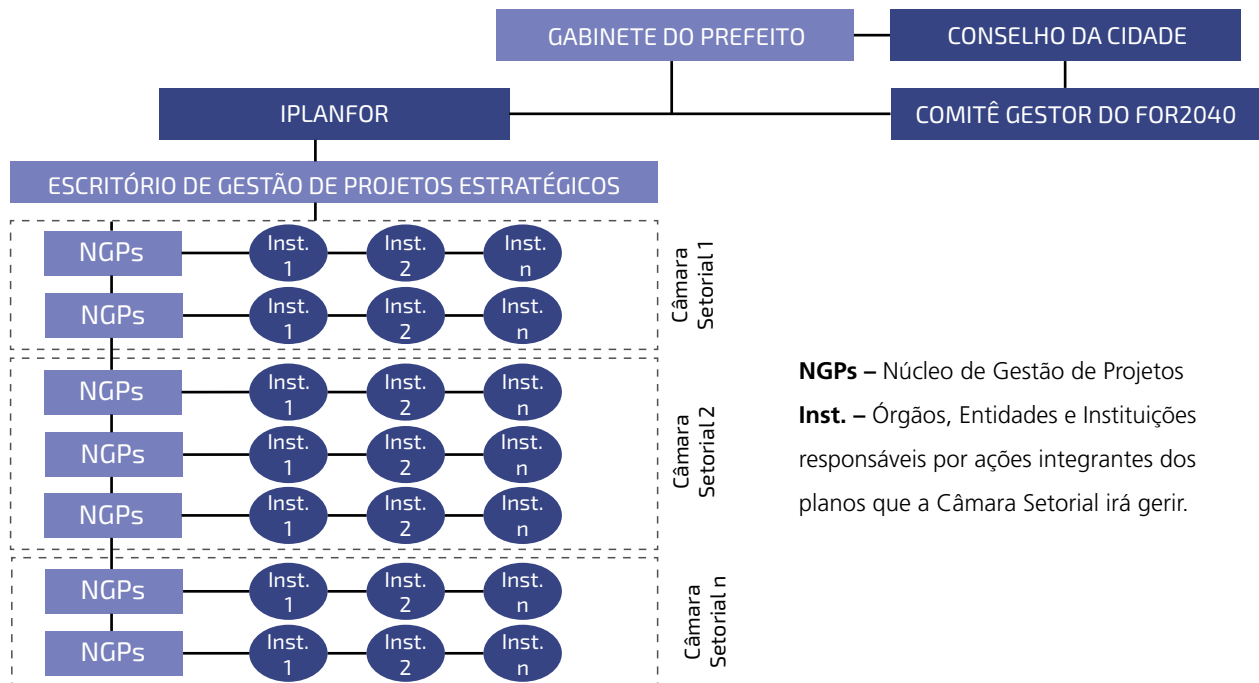 GABINETE DO PREFEITO
CONSELHO DA CIDADE
IPLANFOR
COMITÊ GESTOR DO FOR2040
ESCRITÓRIO DE GESTÃO DE PROJETOS ESTRATÉGICOS
NGPs
Inst.
1
Inst.
2
Inst.
n
NGPs
Inst.
1
Inst.
2
Inst.
n
Câmara
Setorial 1
NGPs
Inst.
1
Inst.
2
Inst.
n
NGPs
Inst.
1
Inst.
2
Inst.
n
NGPs
Inst.
1
Inst.
2
Inst.
n
Câmara
Setorial 2
NGPs
Inst.
1
Inst.
2
Inst.
n
NGPs
Inst.
1
Inst.
2
Inst.
n
Câmara
Setorial n
NGPs – Núcleo de Gestão de Projetos
Inst. – Órgãos, Entidades e Instituições
responsáveis por ações integrantes dos
planos que a Câmara Setorial irá gerir.